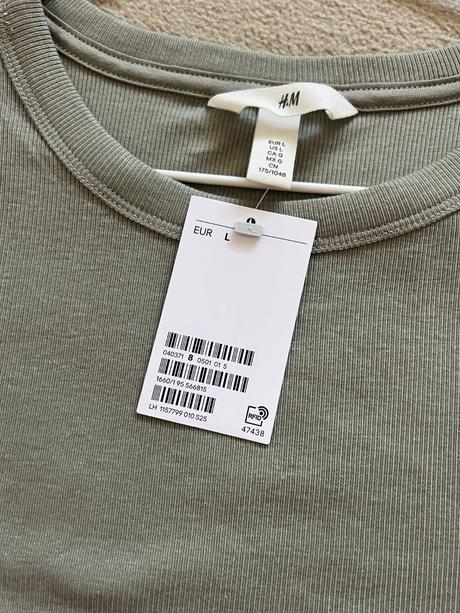 H&M
EUR L
US L
CA G
MX G
CN
175/104B
EUR L
040371 8 0501 01 5
1660/1 95 566815
LH 1157799 010 S25
RFID
47438